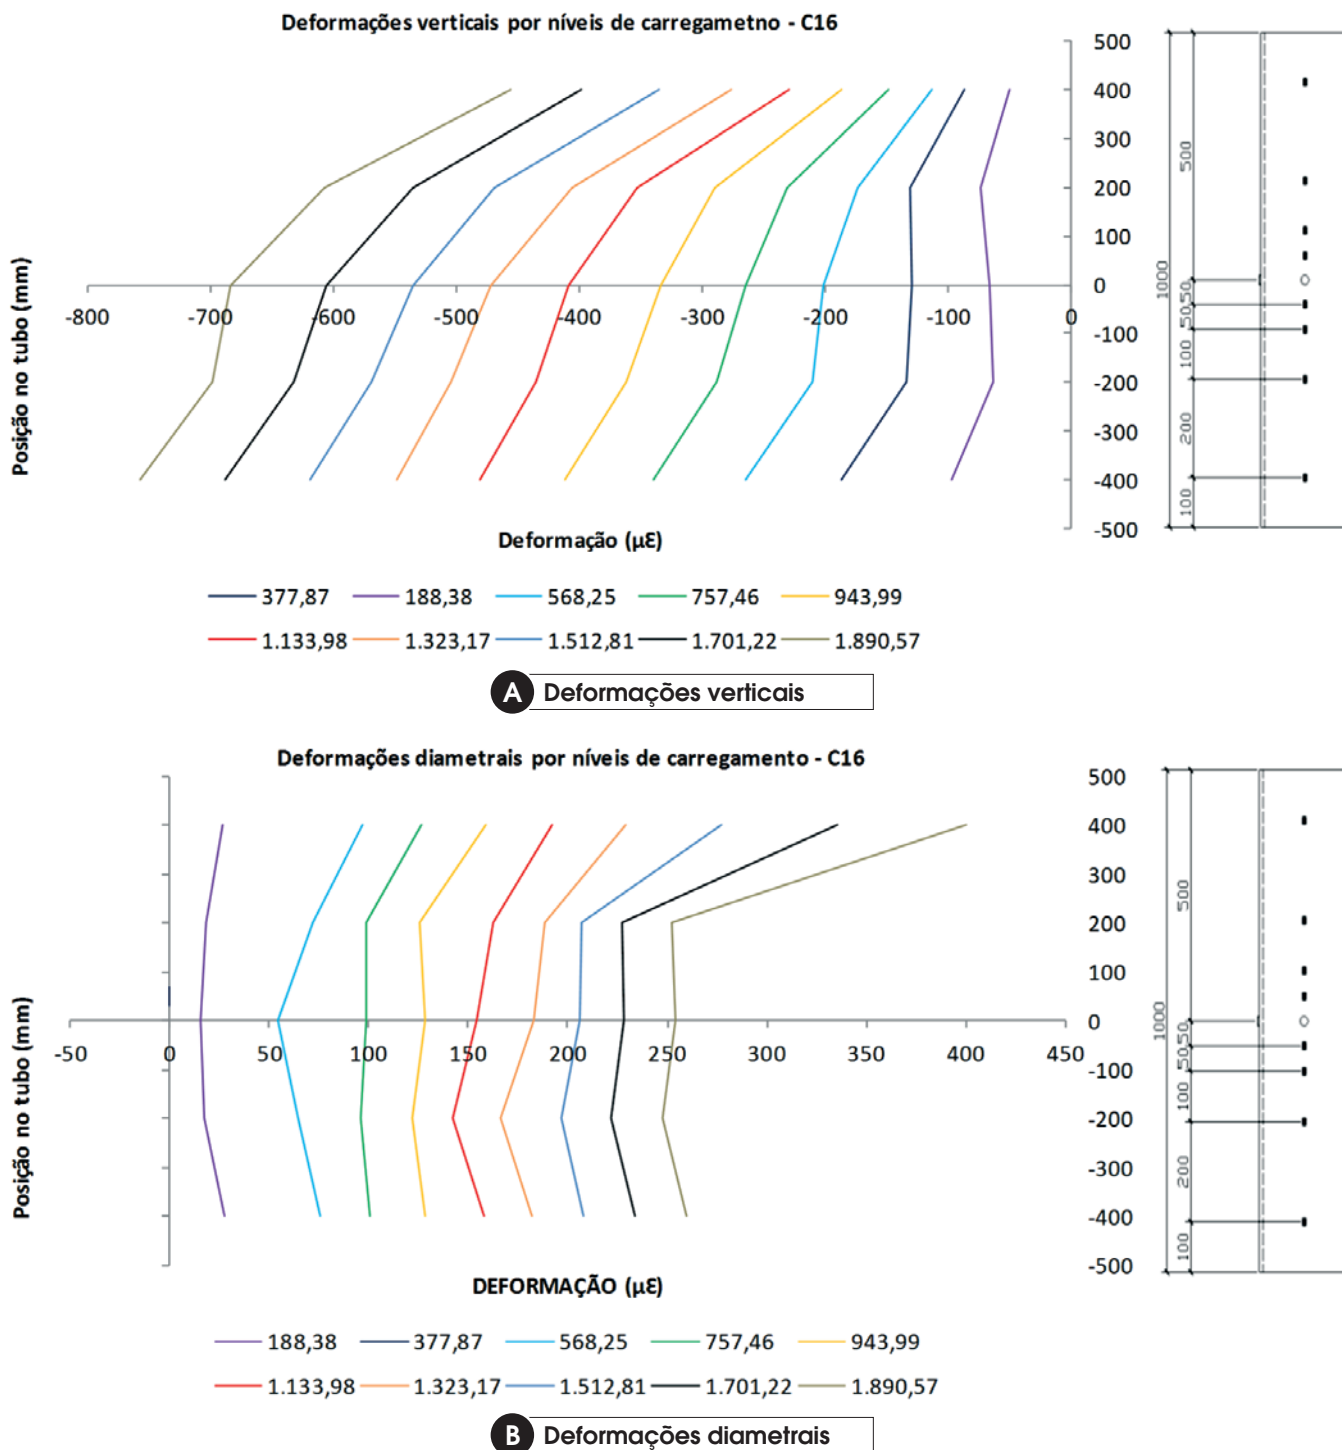 Deformações verticais por níveis de carregametno - C16
500
400
300
200
100
0
-100
-200
-300
-400
-500
-800 -700 -600 -500 -400 -300 -200 -100 0
Posição no tubo (mm)
Deformação (µƐ)
377,87 188,38 568,25 757,46 943,99
1.133,98 1.323,17 1.512,81 1.701,22 1.890,57
1000
500
50
50
100
200
100
A Deformações verticais
Deformações diametrais por níveis de carregamento - C16
500
400
300
200
100
0
-100
-200
-300
-400
-500
-50 0 50 100 150 200 250 300 350 400 450
Posição no tubo (mm)
DEFORMAÇÃO (µƐ)
188,38 377,87 568,25 757,46 943,99
1.133,98 1.323,17 1.512,81 1.701,22 1.890,57
1000
500
50
50
100
200
100
B Deformações diametrais